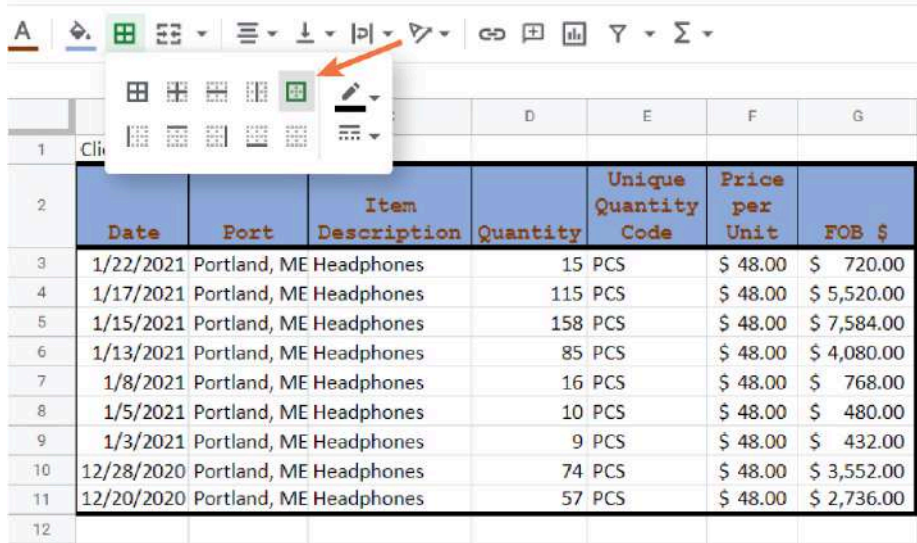 A
D E F G
1 Cli
2 Date Port Item Description Quantity Unique Quantity Code Price per Unit FOB $
3 1/22/2021 Portland, ME Headphones 15 PCS $ 48.00 $ 720.00
4 1/17/2021 Portland, ME Headphones 115 PCS $ 48.00 $ 5,520.00
5 1/15/2021 Portland, ME Headphones 158 PCS $ 48.00 $ 7,584.00
6 1/13/2021 Portland, ME Headphones 85 PCS $ 48.00 $ 4,080.00
7 1/8/2021 Portland, ME Headphones 16 PCS $ 48.00 $ 768.00
8 1/5/2021 Portland, ME Headphones 10 PCS $ 48.00 $ 480.00
9 1/3/2021 Portland, ME Headphones 9 PCS $ 48.00 $ 432.00
10 12/28/2020 Portland, ME Headphones 74 PCS $ 48.00 $ 3,552.00
11 12/20/2020 Portland, ME Headphones 57 PCS $ 48.00 $ 2,736.00
12